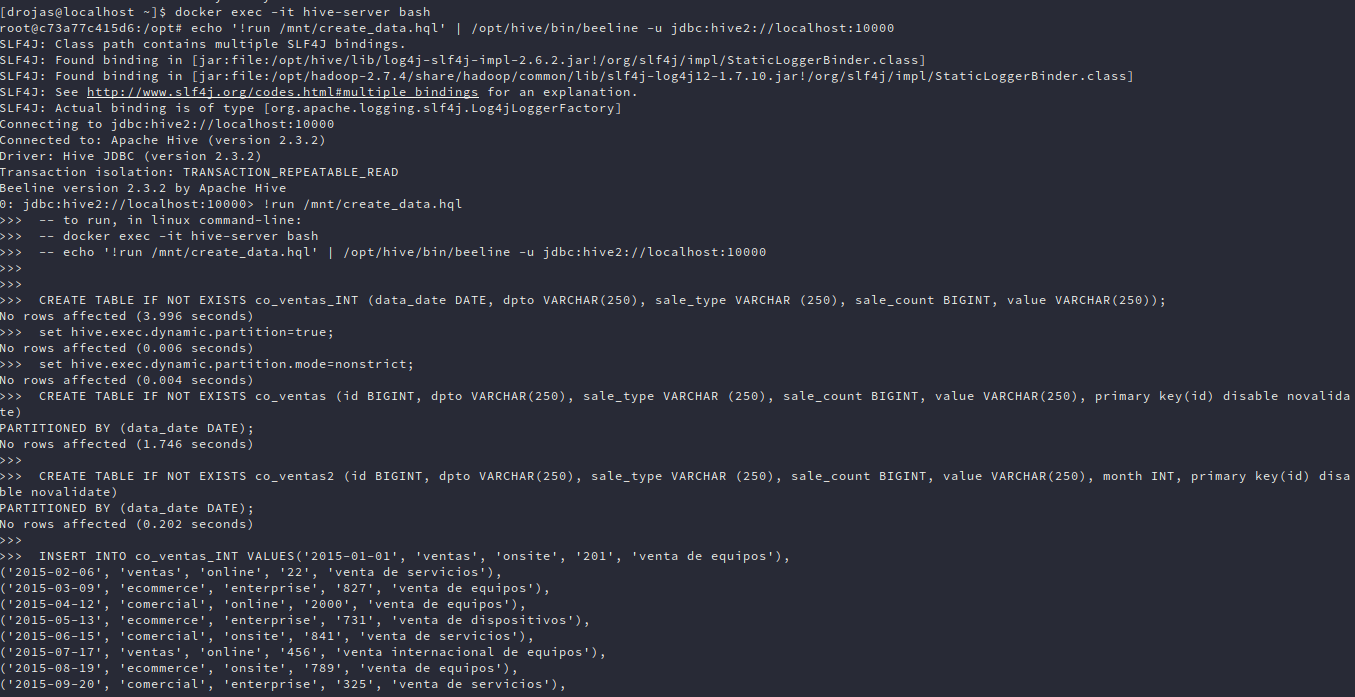 [drojas@localhost ~]$ docker exec -it hive-server bash
root@c73a77c415d6:/opt# echo '!run /mnt/create_data.hql' | /opt/hive/bin/beeline -u jdbc:hive2://localhost:10000
SLF4J: Class path contains multiple SLF4J bindings.
SLF4J: Found binding in [jar:file:/opt/hive/lib/log4j-slf4j-impl-2.6.2.jar!/org/slf4j/impl/StaticLoggerBinder.class]
SLF4J: Found binding in [jar:file:/opt/hadoop-2.7.4/share/hadoop/common/lib/slf4j-log4j12-1.7.10.jar!/org/slf4j/impl/StaticLoggerBinder.class]
SLF4J: See http://www.slf4j.org/codes.html#multiple_bindings for an explanation.
SLF4J: Actual binding is of type [org.apache.logging.slf4j.Log4jLoggerFactory]
Connecting to jdbc:hive2://localhost:10000
Connected to: Apache Hive (version 2.3.2)
Driver: Hive JDBC (version 2.3.2)
Transaction isolation: TRANSACTION_REPEATABLE_READ
Beeline version 2.3.2 by Apache Hive
0: jdbc:hive2://localhost:10000> !run /mnt/create_data.hql
>>>  -- to run, in linux command-line:
>>>  -- docker exec -it hive-server bash
>>>  -- echo '!run /mnt/create_data.hql' | /opt/hive/bin/beeline -u jdbc:hive2://localhost:10000
>>>
>>>
>>>  CREATE TABLE IF NOT EXISTS co_ventas_INT (data_date DATE, dpto VARCHAR(250), sale_type VARCHAR (250), sale_count BIGINT, value VARCHAR(250));
No rows affected (3.996 seconds)
>>>  set hive.exec.dynamic.partition=true;
No rows affected (0.006 seconds)
>>>  set hive.exec.dynamic.partition.mode=nonstrict;
No rows affected (0.004 seconds)
>>>  CREATE TABLE IF NOT EXISTS co_ventas (id BIGINT, dpto VARCHAR(250), sale_type VARCHAR (250), sale_count BIGINT, value VARCHAR(250), primary key(id) disable novalida
te)
PARTITIONED BY (data_date DATE);
No rows affected (1.746 seconds)
>>>
>>>  CREATE TABLE IF NOT EXISTS co_ventas2 (id BIGINT, dpto VARCHAR(250), sale_type VARCHAR (250), sale_count BIGINT, value VARCHAR(250), month INT, primary key(id) disa
ble novalidate)
PARTITIONED BY (data_date DATE);
No rows affected (0.202 seconds)
>>>
>>>  INSERT INTO co_ventas_INT VALUES('2015-01-01', 'ventas', 'onsite', '201', 'venta de equipos'),
('2015-02-06', 'ventas', 'online', '22', 'venta de servicios'),
('2015-03-09', 'ecommerce', 'enterprise', '827', 'venta de equipos'),
('2015-04-12', 'comercial', 'online', '2000', 'venta de equipos'),
('2015-05-13', 'ecommerce', 'enterprise', '731', 'venta de dispositivos'),
('2015-06-15', 'comercial', 'onsite', '841', 'venta de servicios'),
('2015-07-17', 'ventas', 'online', '456', 'venta internacional de equipos'),
('2015-08-19', 'ecommerce', 'onsite', '789', 'venta de equipos'),
('2015-09-20', 'comercial', 'enterprise', '325', 'venta de servicios'),